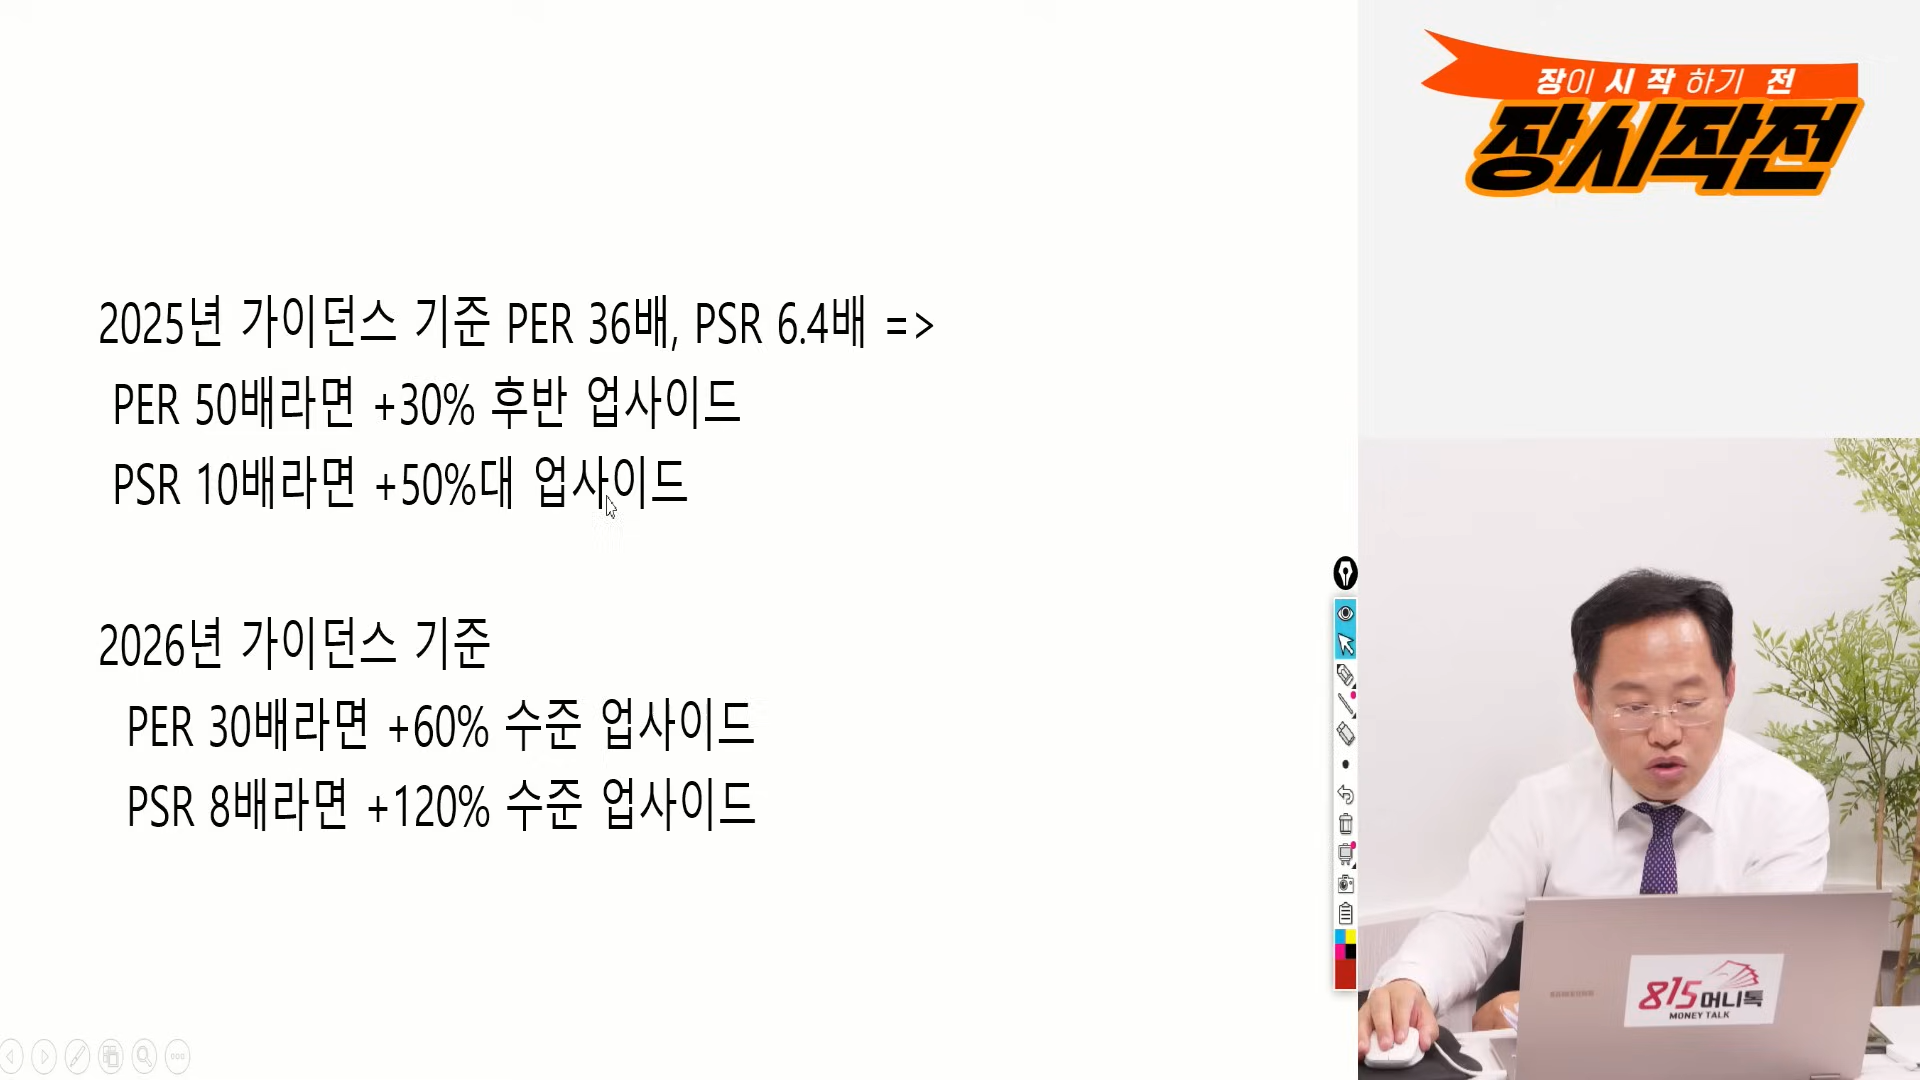 2025년 가이던스 기준 PER 36배, PSR 6.4배 =>
PER 50배라면 +30% 후반 업사이드
PSR 10배라면 +50%대 업사이드
2026년 가이던스 기준
PER 30배라면 +60% 수준 업사이드
PSR 8배라면 +120% 수준 업사이드
장이 시 작 하기 전
장시작전
SAMSUNG
815머니톡
MONEY TALK